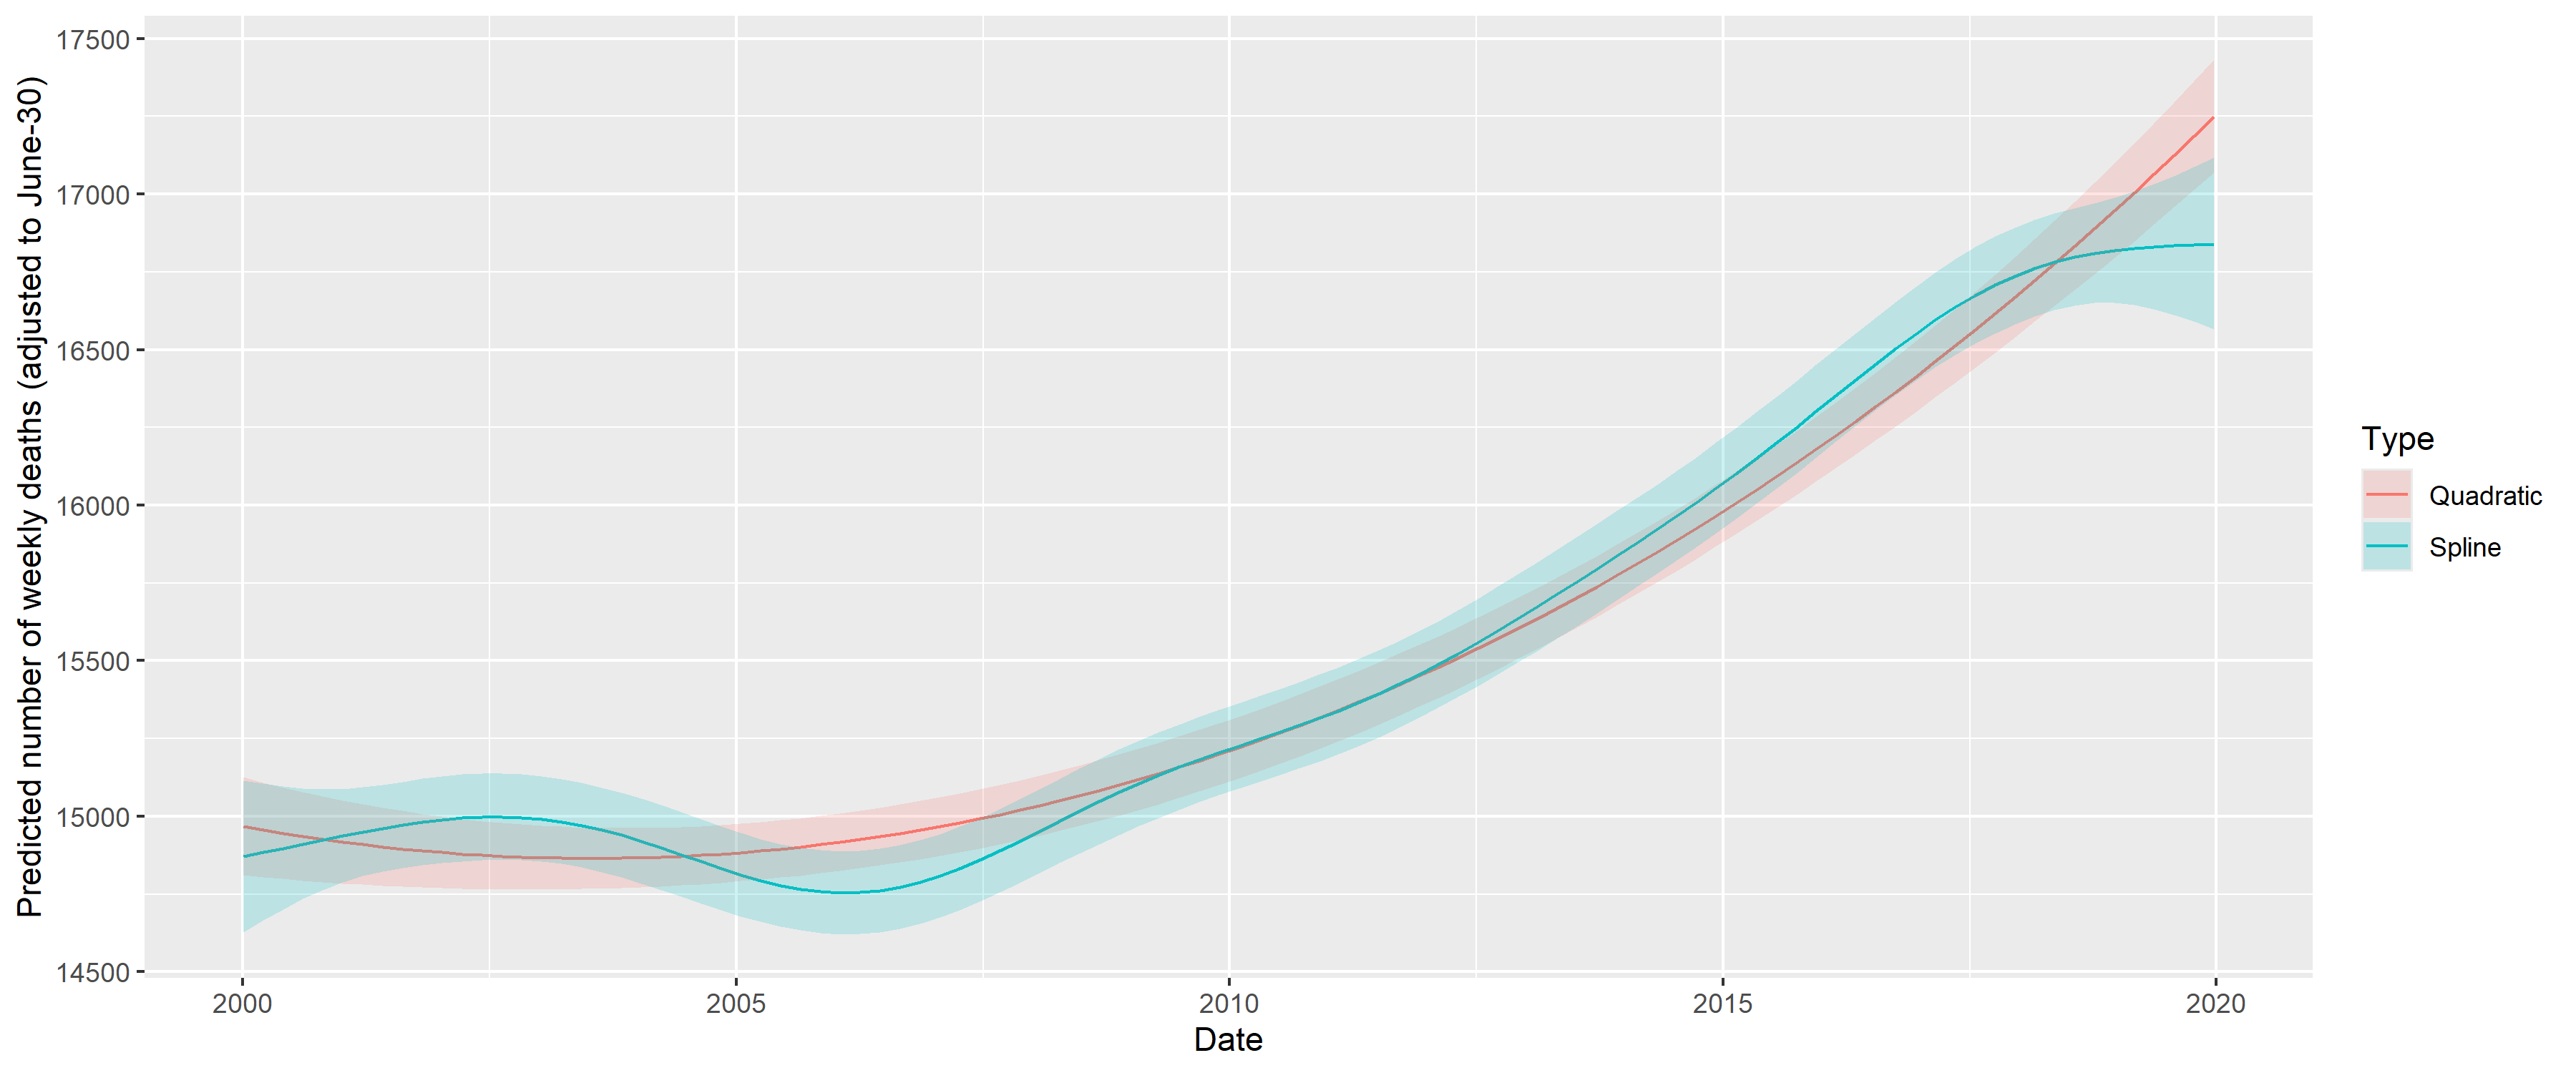 Predicted number of weekly deaths (adjusted to June-30)
17500
17000
16500
16000
15500
15000
14500
2000
2005
2010
2015
2020
Date
Type
Quadratic
Spline